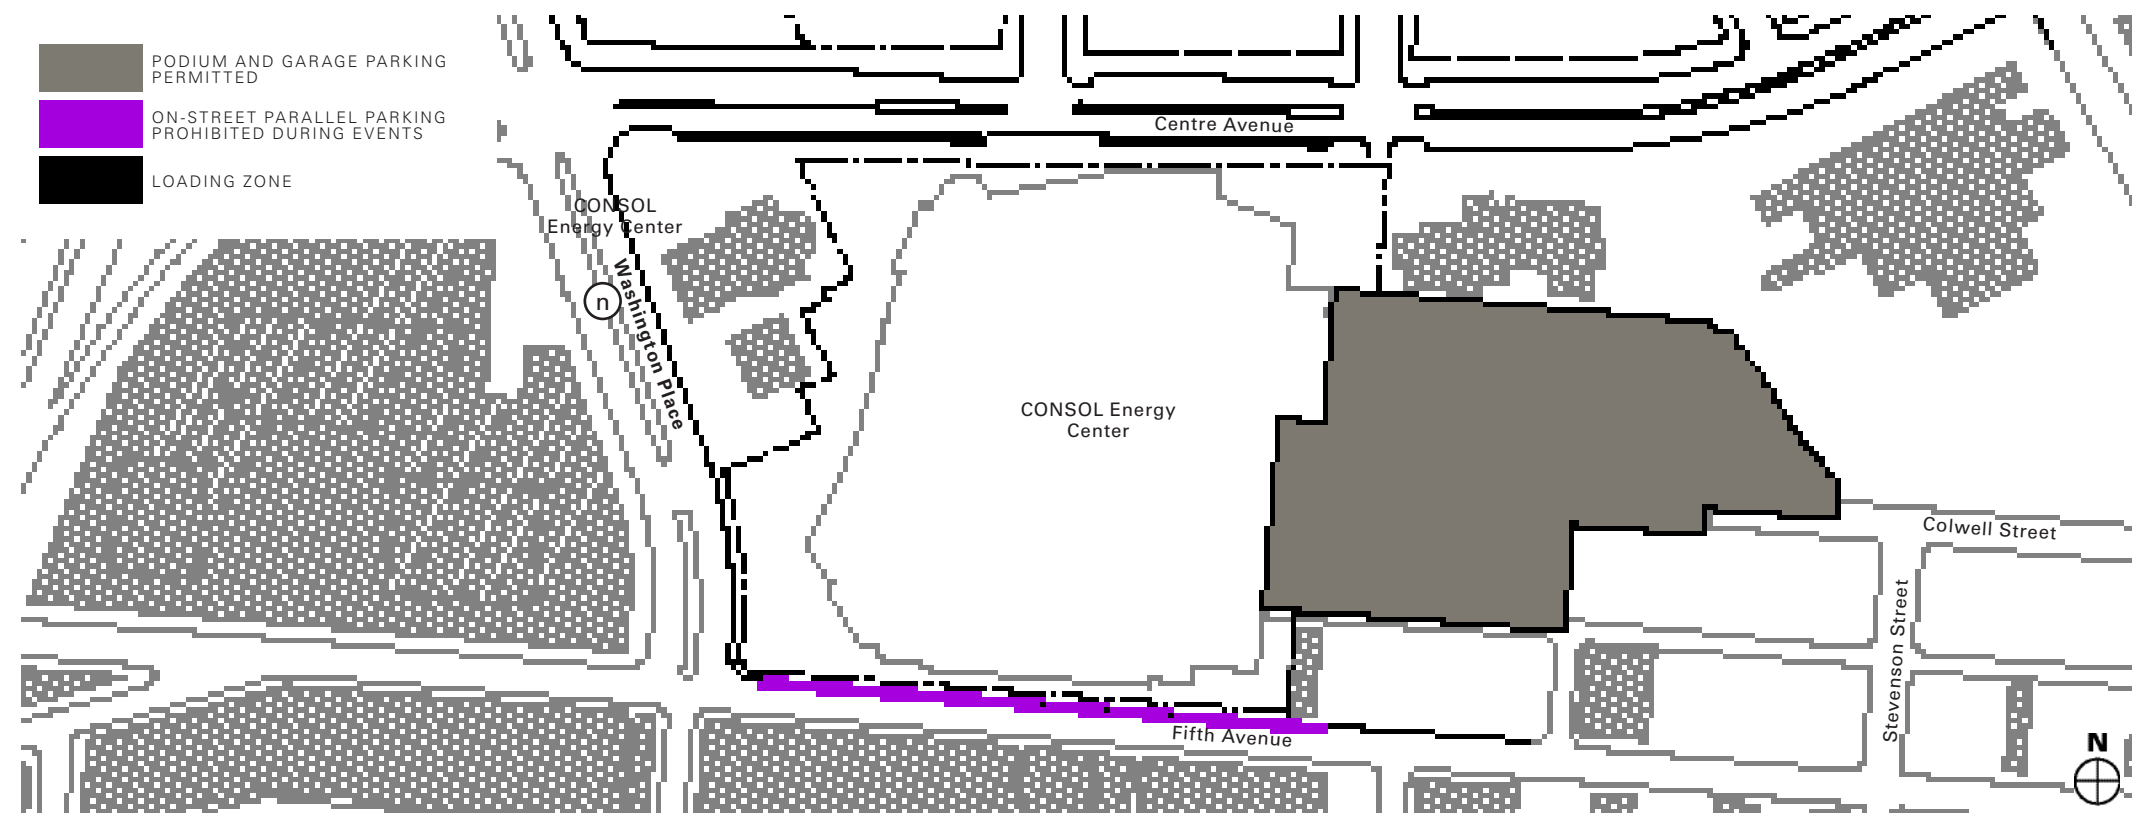 PODIUM AND GARAGE PARKING
PERMITTED
ON-STREET PARALLEL PARKING
PROHIBITED DURING EVENTS
LOADING ZONE
Centre Avenue
CONSOL
Energy Center
n
Washington Place
CONSOL Energy
Center
Colwell Street
Stevenson Street
Fifth Avenue
N